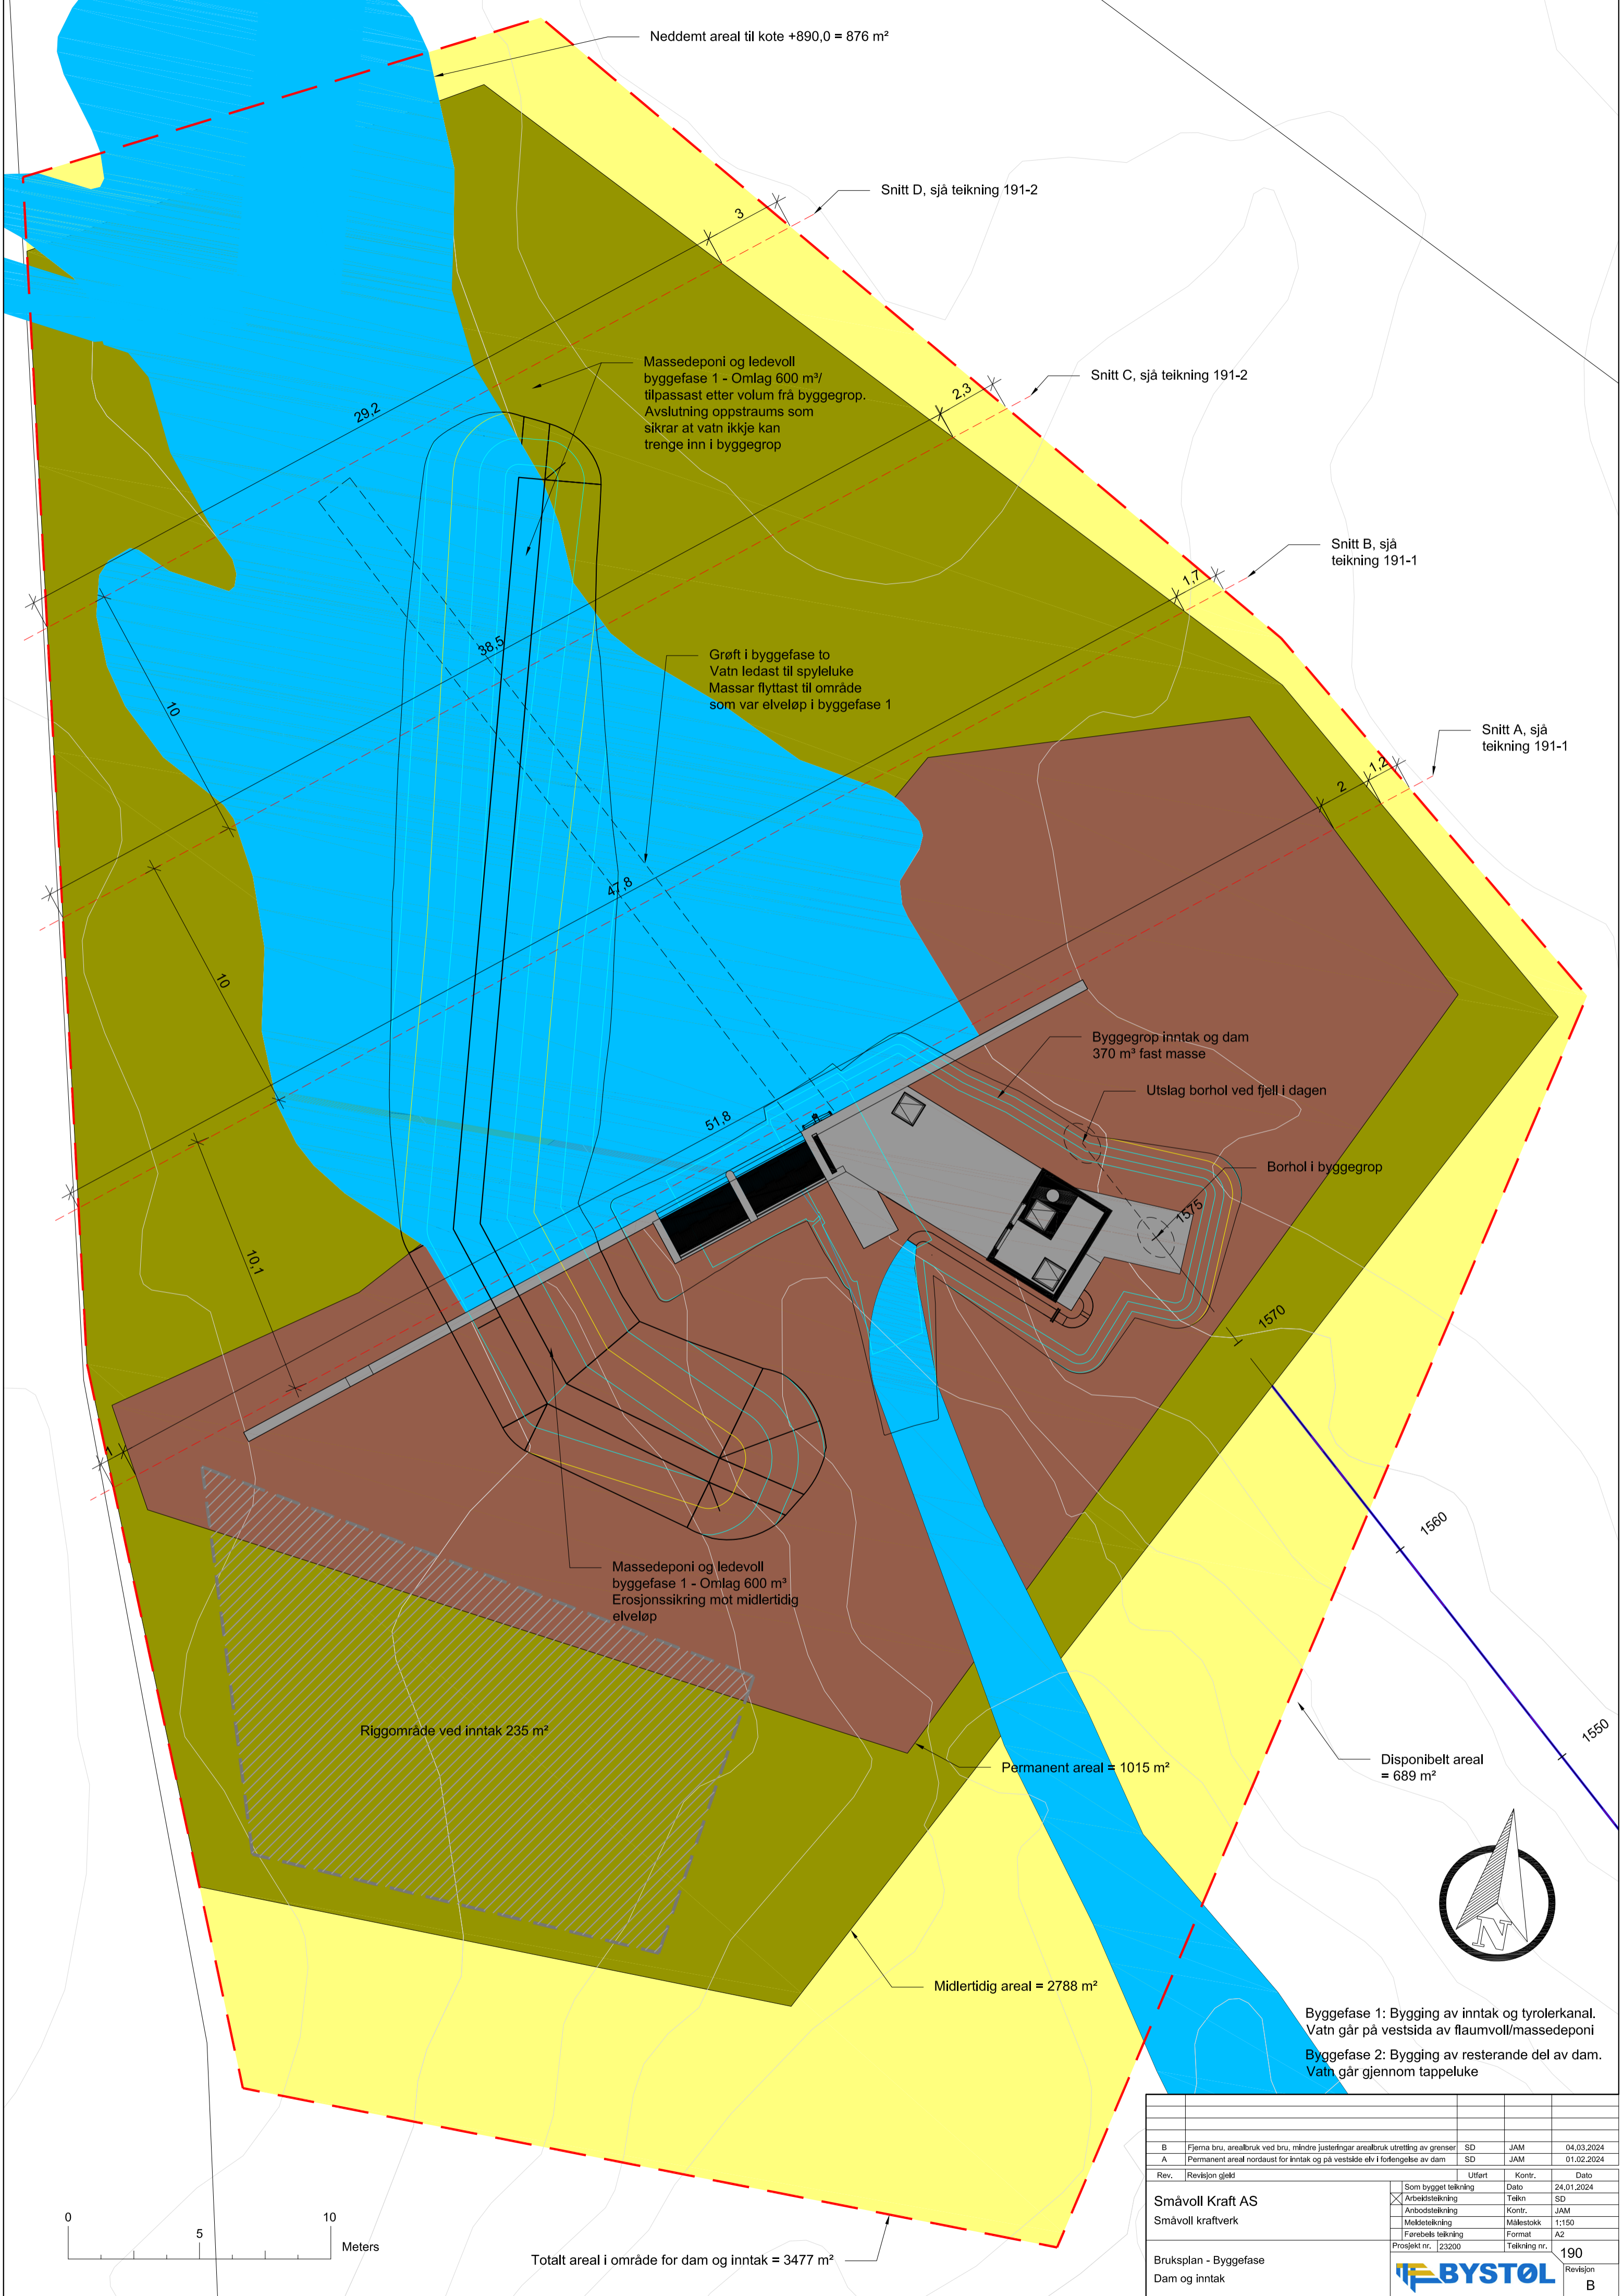 Neddemt areal til kote +890,0 = 876 m²
Snitt D, sjå teikning 191-2
3
Massedeponi og ledevoll
byggefase 1 - Omlag 600 m³/
tilpassast etter volum frå byggegrop.
Avslutning oppstraums som
sikrar at vatn ikkje kan
trenge inn i byggegrop
Snitt C, sjå teikning 191-2
2,3
29,2
Snitt B, sjå
teikning 191-1
1,7
38,5
Grøft i byggefase to
Vatn ledast til spyleluke
Massar flyttast til område
som var elveløp i byggefase 1
10
Snitt A, sjå
teikning 191-1
1,2
2
47,8
10
Byggegrop inntak og dam
370 m³ fast masse
Utslag borhol ved fjell i dagen
51,8
Borhol i byggegrop
1575
10,1
1570
1
1560
Massedeponi og ledevoll
byggefase 1 - Omlag 600 m³
Erosjonssikring mot midlertidig
elveløp
Riggområde ved inntak 235 m²
1550
Permanent areal = 1015 m²
Disponibelt areal
= 689 m²
N
Midlertidig areal = 2788 m²
Byggefase 1: Bygging av inntak og tyrolerkanal.
Vatn går på vestsida av flaumvoll/massedeponi
Byggefase 2: Bygging av resterande del av dam.
Vatn går gjennom tappeluke
B Fjerna bru, arealbruk ved bru, mindre justeringar arealbruk utretting av grenser SD JAM 04,03,2024
A Permanent areal nordaust for inntak og på vestside elv i forlengelse av dam SD JAM 01.02.2024
Rev. Revisjon gjeld Utført Kontr. Dato
Småvoll Kraft AS
Småvoll kraftverk
Som bygget teikning Dato 24,01,2024
Arbeidsteikning Teikn SD
Anbodsteikning Kontr. JAM
Meldeteikning Målestokk 1:150
Førebels teikning Format A2
Prosjekt nr. 23200 Teikning nr. 190
Bruksplan - Byggefase
Dam og inntak
BYSTØL
Revisjon
B
0 5 10
Meters
Totalt areal i område for dam og inntak = 3477 m²